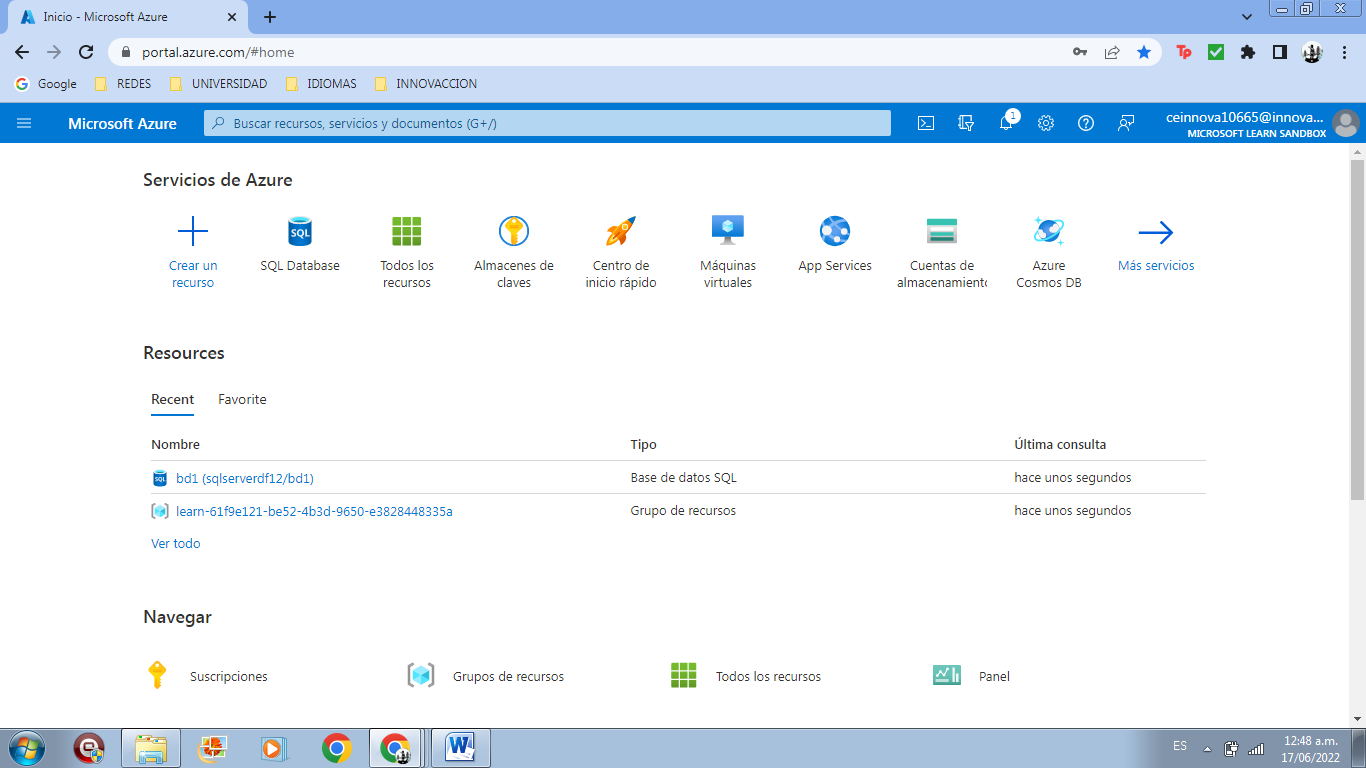 Inicio - Microsoft Azure
portal.azure.com/#home
Google REDES UNIVERSIDAD IDIOMAS INNOVACCION
Microsoft Azure
Buscar recursos, servicios y documentos (G+/)
1
ceinnova10665@innova...
MICROSOFT LEARN SANDBOX
Servicios de Azure
Crear un
recurso
SQL
SQL Database
Todos los
recursos
Almacenes de
claves
Centro de
inicio rápido
Máquinas
virtuales
App Services
Cuentas de
almacenamiento
Azure
Cosmos DB
Más servicios
Resources
Recent Favorite
Nombre Tipo Última consulta
bd1 (sqlserverdf12/bd1) Base de datos SQL hace unos segundos
learn-61f9e121-be52-4b3d-9650-e3828448335a Grupo de recursos hace unos segundos
Ver todo
Navegar
Suscripciones Grupos de recursos Todos los recursos Panel
ES
12:48 a.m.
17/06/2022